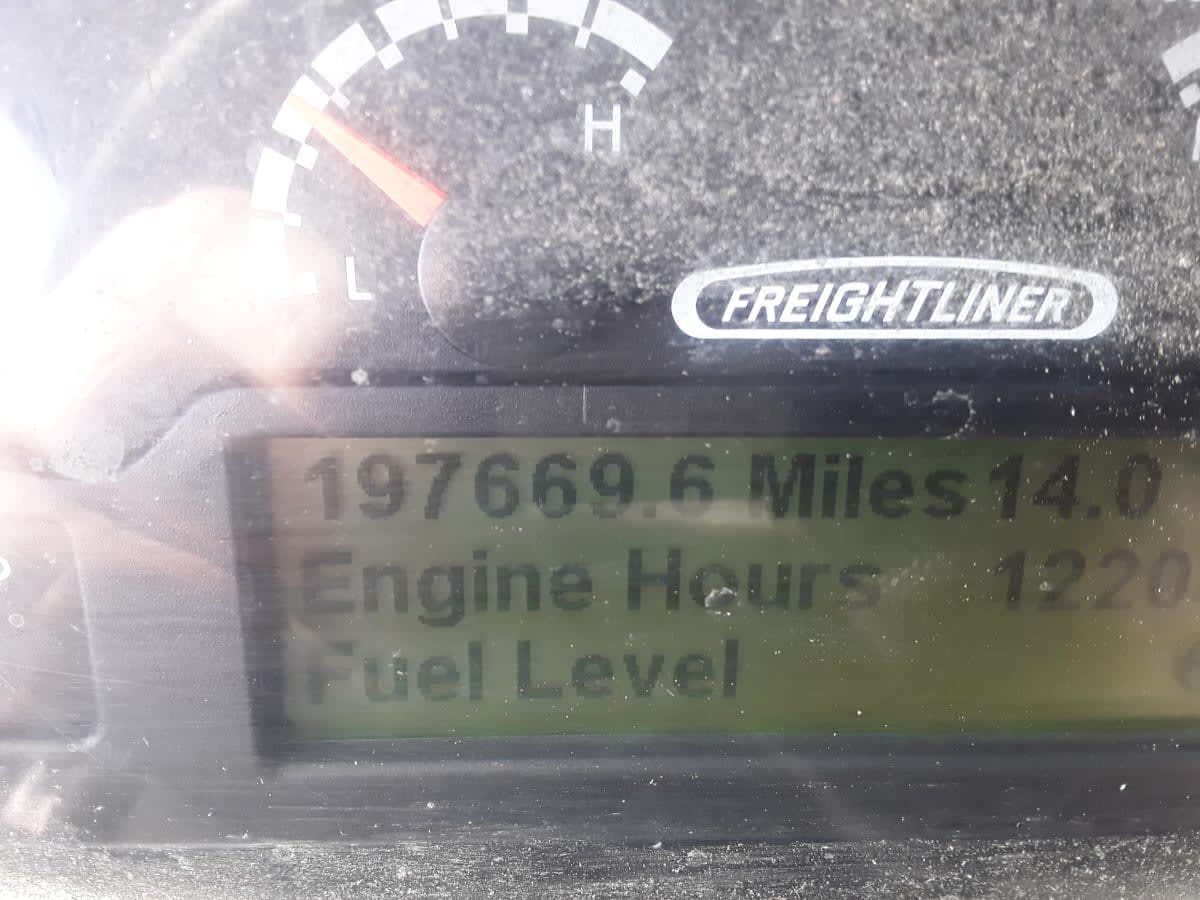 H
L
FREIGHTLINER
197669.6 Miles 14.0
Engine Hours 1220
Fuel Level